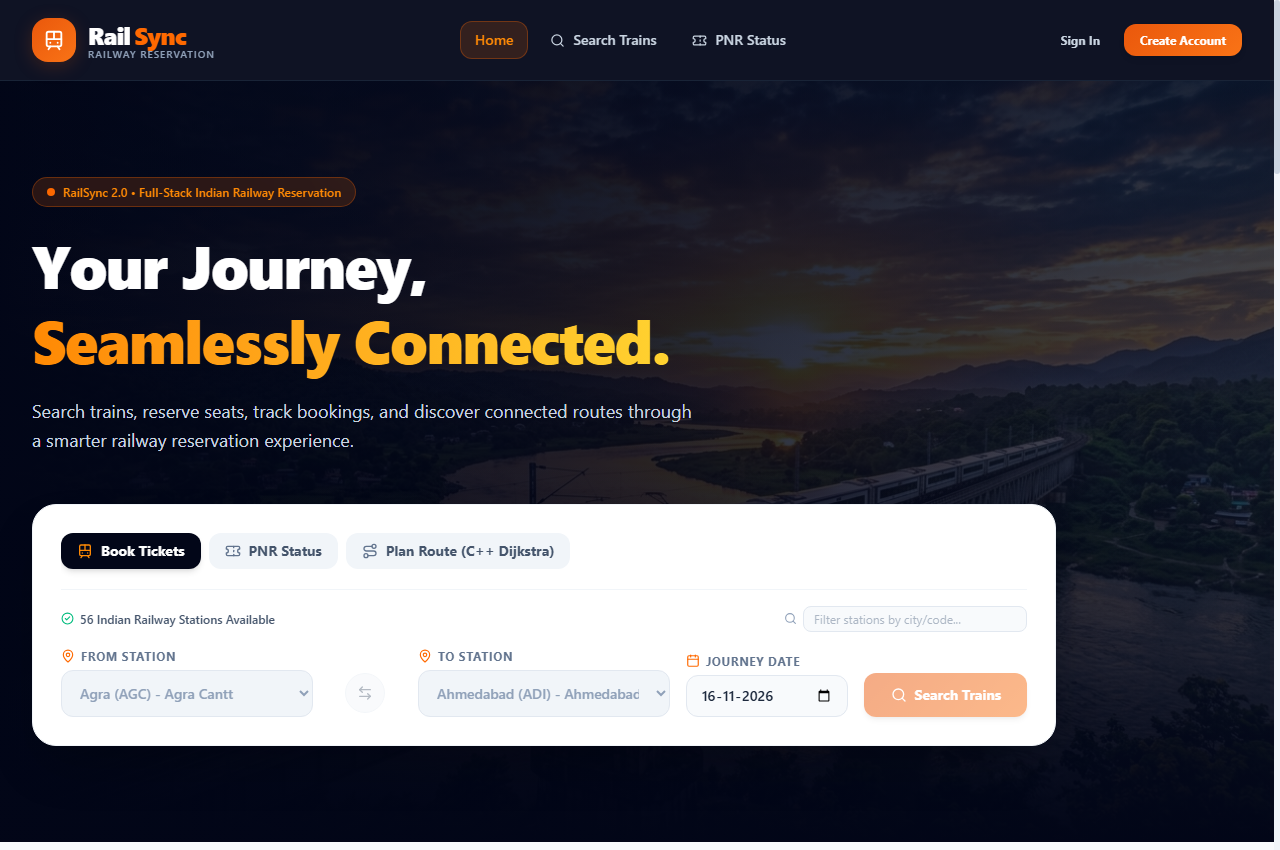 Rail Sync
RAILWAY RESERVATION
Home
Search Trains
PNR Status
Sign In
Create Account
RailSync 2.0 • Full-Stack Indian Railway Reservation
Your Journey,
Seamlessly Connected.
Search trains, reserve seats, track bookings, and discover connected routes through
a smarter railway reservation experience.
Book Tickets
PNR Status
Plan Route (C++ Dijkstra)
56 Indian Railway Stations Available
Filter stations by city/code...
FROM STATION
TO STATION
JOURNEY DATE
Agra (AGC) - Agra Cantt
Ahmedabad (ADI) - Ahmedabad
16-11-2026
Search Trains